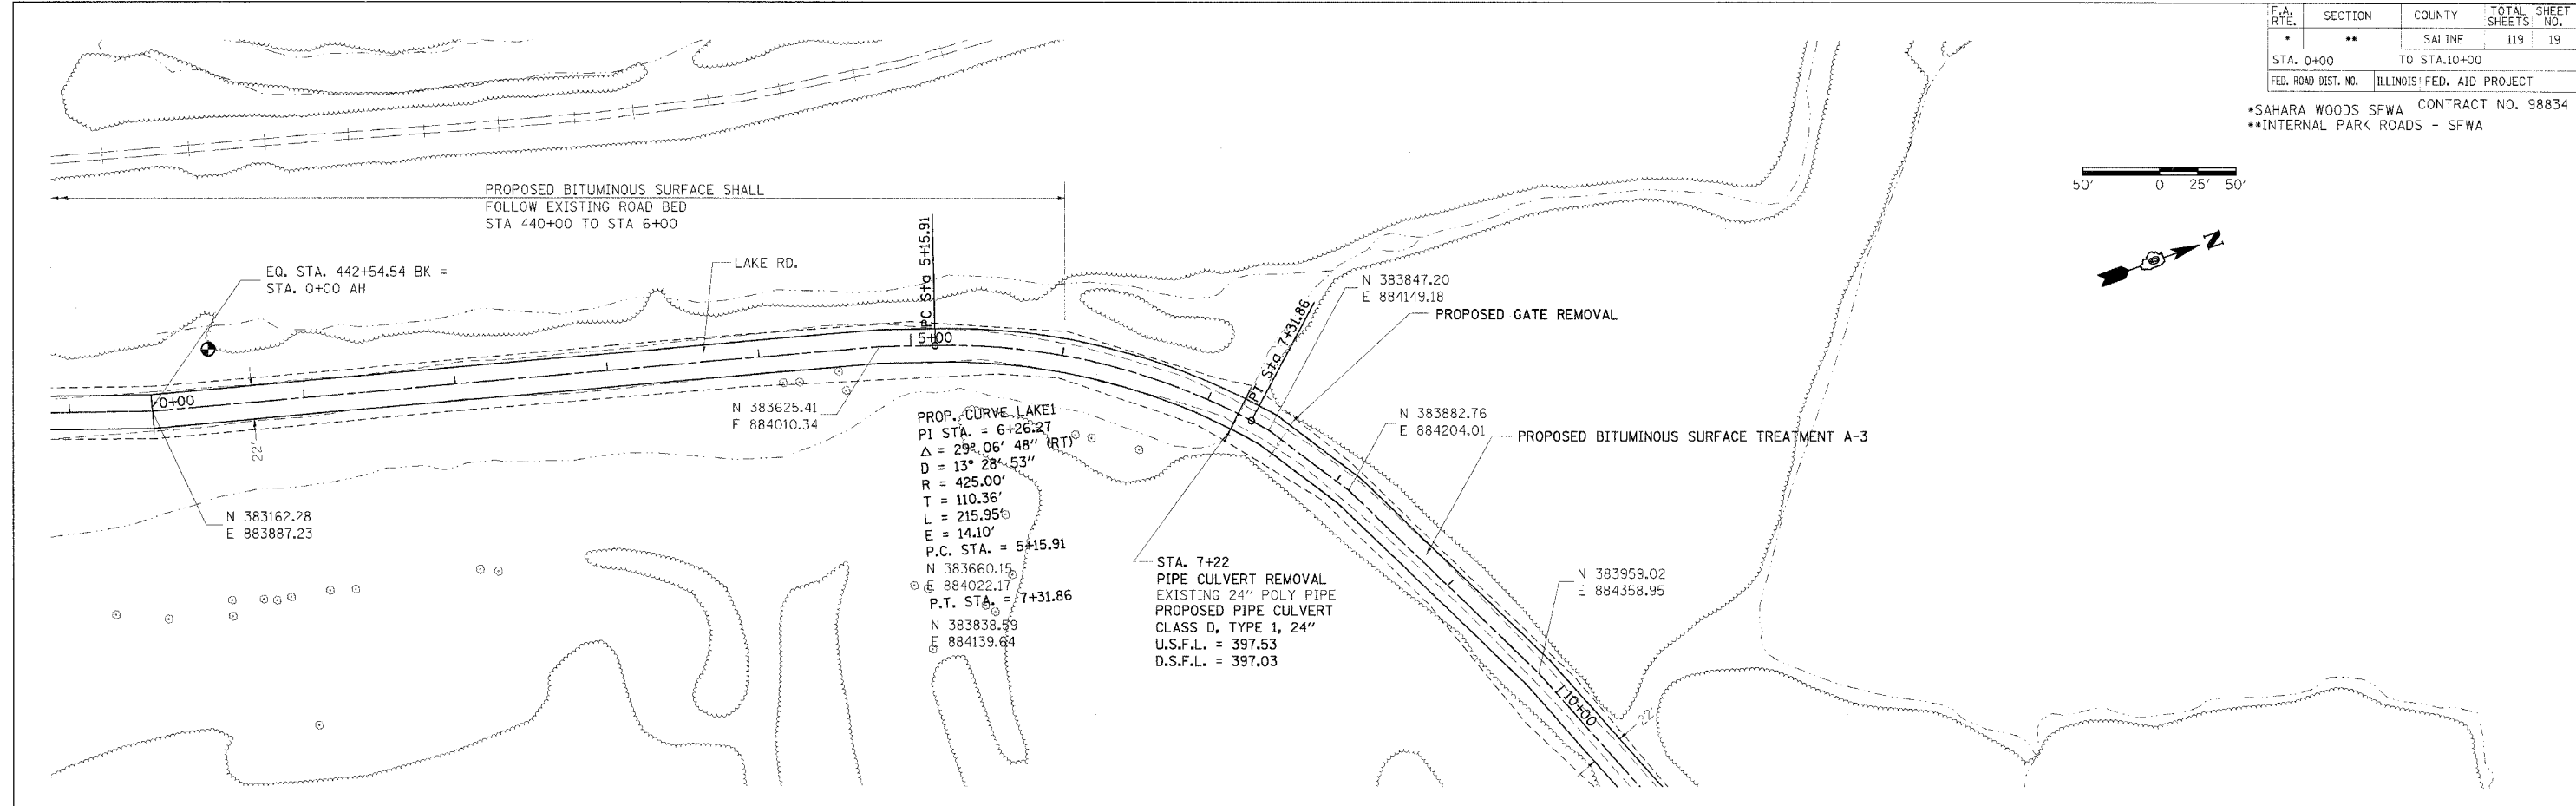 F.A. RTE. SECTION COUNTY TOTAL SHEETS SHEET NO.
* ** SALINE 119 19
STA. 0+00 TO STA.10+00
FED. ROAD DIST. NO. ILLINOIS FED. AID PROJECT
*SAHARA WOODS SFWA CONTRACT NO. 98834
**INTERNAL PARK ROADS - SFWA
50' 0 25' 50'
N
PROPOSED BITUMINOUS SURFACE SHALL
FOLLOW EXISTING ROAD BED
STA 440+00 TO STA 6+00
EQ. STA. 442+54.54 BK =
STA. 0+00 AH
LAKE RD.
PC Sta 5+15.91
5+00
0+00
22'
N 383162.28
E 883887.23
N 383625.41
E 884010.34
PROP. CURVE LAKE1
PI STA. = 6+26.27
Δ = 29° 06' 48" (RT)
D = 13° 28' 53"
R = 425.00'
T = 110.36'
L = 215.95'
E = 14.10'
P.C. STA. = 5+15.91
N 383660.15
E 884022.17
P.T. STA. = 7+31.86
N 383838.59
E 884139.64
PT Sta 7+31.86
N 383847.20
E 884149.18
PROPOSED GATE REMOVAL
N 383882.76
E 884204.01
PROPOSED BITUMINOUS SURFACE TREATMENT A-3
STA. 7+22
PIPE CULVERT REMOVAL
EXISTING 24" POLY PIPE
PROPOSED PIPE CULVERT
CLASS D, TYPE 1, 24"
U.S.F.L. = 397.53
D.S.F.L. = 397.03
N 383959.02
E 884358.95
10+00
22'